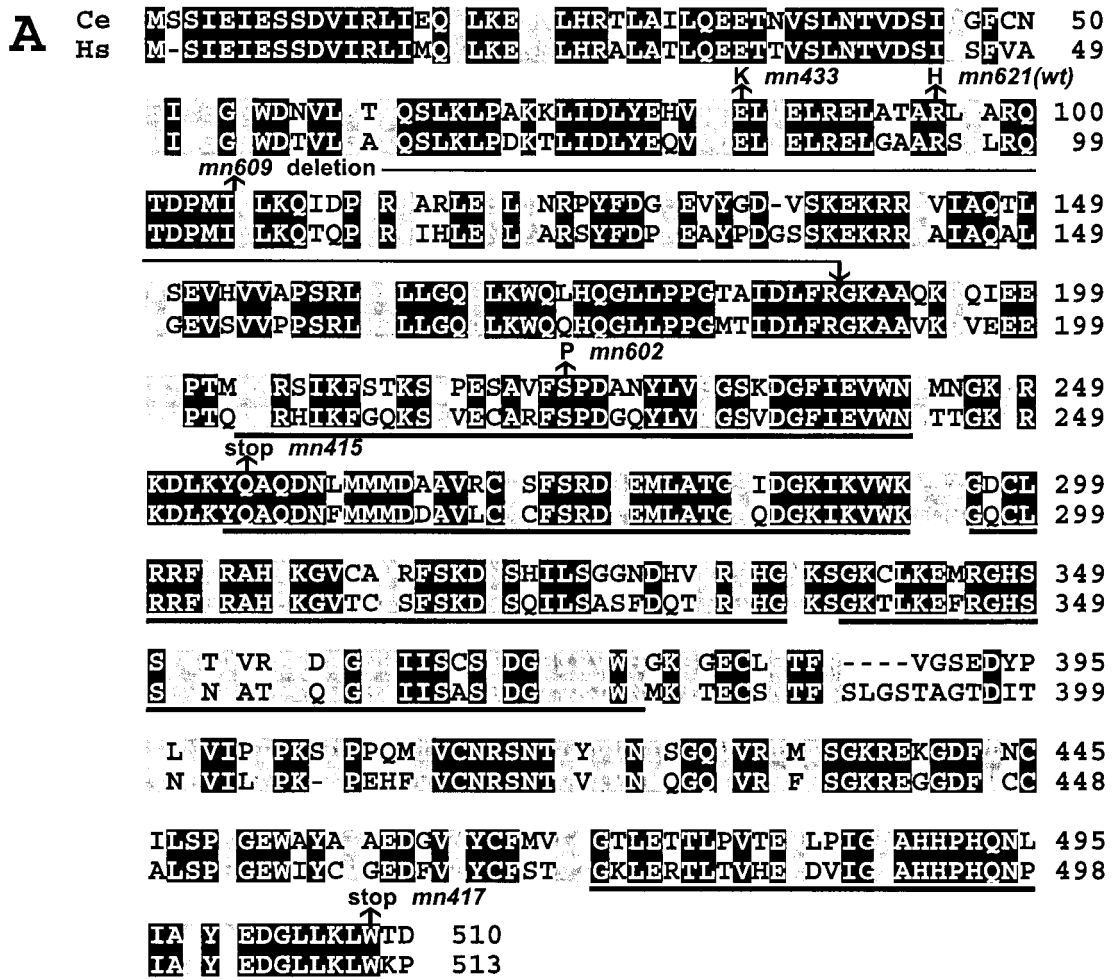 A
Ce MSSIEIESSDVIRLIEQ LKE LHRTLAILQEETNVSLNTVDSI GFCN 50
Hs M-SIEIESSDVIRLIMQ LKE LHRALATLQEETTVSLNTVDSI SFVA 49
K mn433 H mn621(wt)
I G WDNVL T QSLKLPAKKLIDLYEHV EL ELRELATARL ARQ 100
I G WDTVL A QSLKLPDKTLIDLYEQV EL ELRELGAARS LRQ 99
mn609 deletion
TDPMI LKQIDP R ARLE L NRPYFDG EVYGD-VSKEKRR VIAQTL 149
TDPMI LKQTQP R IHLE L ARSYFDP EAYPDGSSKEKRR AIAQAL 149
SEVHVVAPSRL LLGQ LKWQLHQGLLPPGTAIDLFRGKAAQK QIEE 199
GEVSVVPPSRL LLGQ LKWQQHQGLLPPGMTIDLFRGKAAVK VEEE 199
P mn602
PTM RSIKFSTKS PESAVFSPDANYLV GSKDGFIEVWN MNGK R 249
PTQ RHIKFGQKS VECARFSPDGQYLV GSVDGFIEVWN TTGK R 249
stop mn415
KDLKYQAQDNLMMMDAAVRC SFSRD EMLATG IDGKIKVWK GDCL 299
KDLKYQAQDNFMMMDDAVLC CFSRD EMLATG QDGKIKVWK GQCL 299
RRF RAH KGVCA RFSKD SHILSGGNDHV R HG KSGKCLKEMRGHS 349
RRF RAH KGVTC SFSKD SQILSASFDQT R HG KSGKTLKEFRGHS 349
S T VR D G IISCS DG W GK GECL TF ----VGSEDYP 395
S N AT Q G IISAS DG W MK TECS TF SLGSTAGTDIT 399
L VIP PKS PPQM VCNRSNT Y N SGQ VR M SGKREKGDF NC 445
N VIL PK- PEHF VCNRSNT V N QGQ VR F SGKREGGDF CC 448
ILSP GEWAYA AEDGV YCFMV GTLETTLPVTE LPIG AHHPHQNL 495
ALSP GEWIYC GEDFV YCFST GKLERTLTVHE DVIG AHHPHQNP 498
stop mn417
IA Y EDGLLKLWTD 510
IA Y EDGLLKLWKP 513